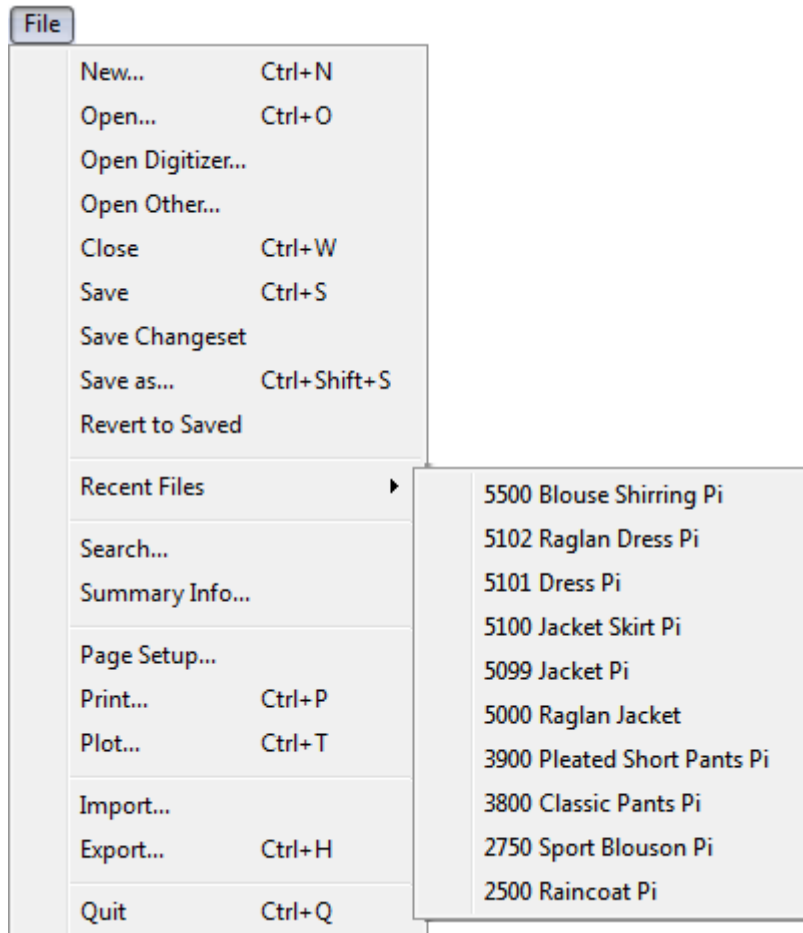 File
New... Ctrl+N
Open... Ctrl+O
Open Digitizer...
Open Other...
Close Ctrl+W
Save Ctrl+S
Save Changeset
Save as... Ctrl+Shift+S
Revert to Saved
Recent Files
5500 Blouse Shirring Pi
5102 Raglan Dress Pi
5101 Dress Pi
5100 Jacket Skirt Pi
5099 Jacket Pi
5000 Raglan Jacket
3900 Pleated Short Pants Pi
3800 Classic Pants Pi
2750 Sport Blouson Pi
2500 Raincoat Pi
Search...
Summary Info...
Page Setup...
Print... Ctrl+P
Plot... Ctrl+T
Import...
Export... Ctrl+H
Quit Ctrl+Q